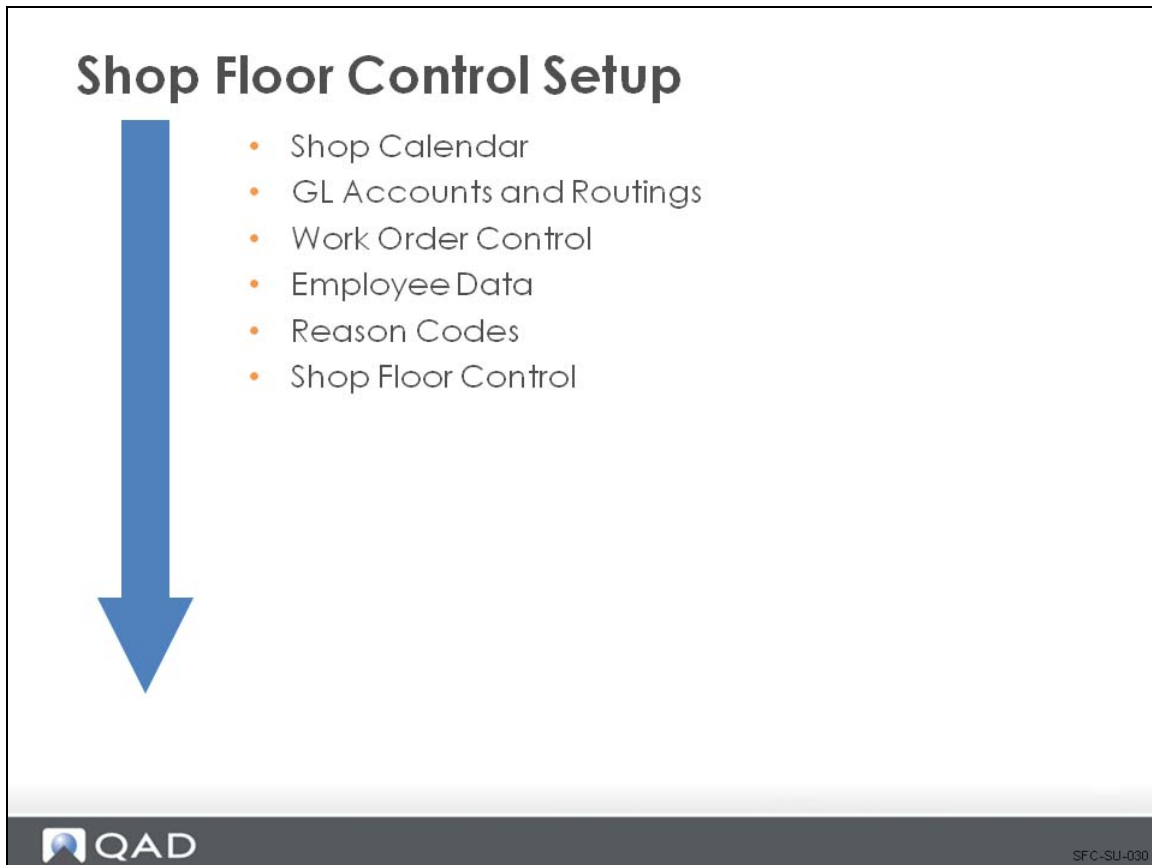 Shop Floor Control Setup
• Shop Calendar
• GL Accounts and Routings
• Work Order Control
• Employee Data
• Reason Codes
• Shop Floor Control
QAD
SFC-SU-030